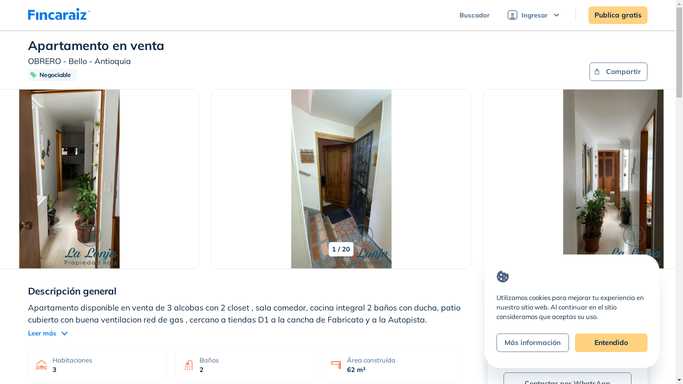 Fincaraiz
Buscador
Ingresar
Publica gratis
Apartamento en venta
OBRERO - Bello - Antioquia
Negociable
Compartir
La Lonja
Propiedad Raíz
1 / 20
La Lonja
Descripción general
Apartamento disponible en venta de 3 alcobas con 2 closet , sala comedor, cocina integral 2 baños con ducha, patio
cubierto con buena ventilacion red de gas , cercano a tiendas D1 a la cancha de Fabricato y a la Autopista.
Leer más
Habitaciones
3
Baños
2
Área construida
62 m²
Utilizamos cookies para mejorar tu experiencia en
nuestro sitio web. Al continuar en el sitio
consideramos que aceptas su uso.
Más información
Entendido
Contactar por WhatsApp